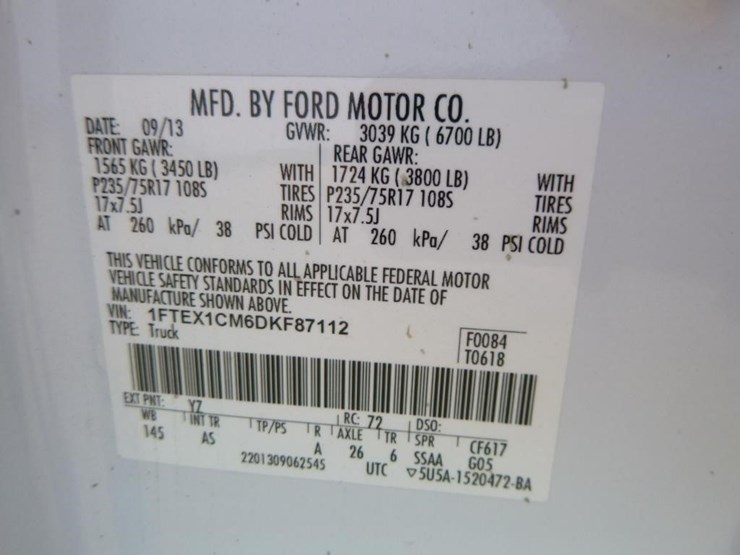 MFD. BY FORD MOTOR CO.
DATE: 09/13 GVWR: 3039 KG ( 6700 LB)
FRONT GAWR: REAR GAWR:
1565 KG ( 3450 LB) WITH 1724 KG ( 3800 LB) WITH
P235/75R17 108S TIRES P235/75R17 108S TIRES
17x7.5J RIMS 17x7.5J RIMS
AT 260 kPa/ 38 PSI COLD AT 260 kPa/ 38 PSI COLD
THIS VEHICLE CONFORMS TO ALL APPLICABLE FEDERAL MOTOR
VEHICLE SAFETY STANDARDS IN EFFECT ON THE DATE OF
MANUFACTURE SHOWN ABOVE.
VIN: 1FTEX1CM6DKF87112
TYPE: Truck
F0084
T0618
EXT PNT: YZ RC: 72 DSO:
WB INT TR TP/PS R AXLE TR SPR CF617
145 AS A 26 6 SSAA G05
2201309062545 UTC ▽5U5A-1520472-BA